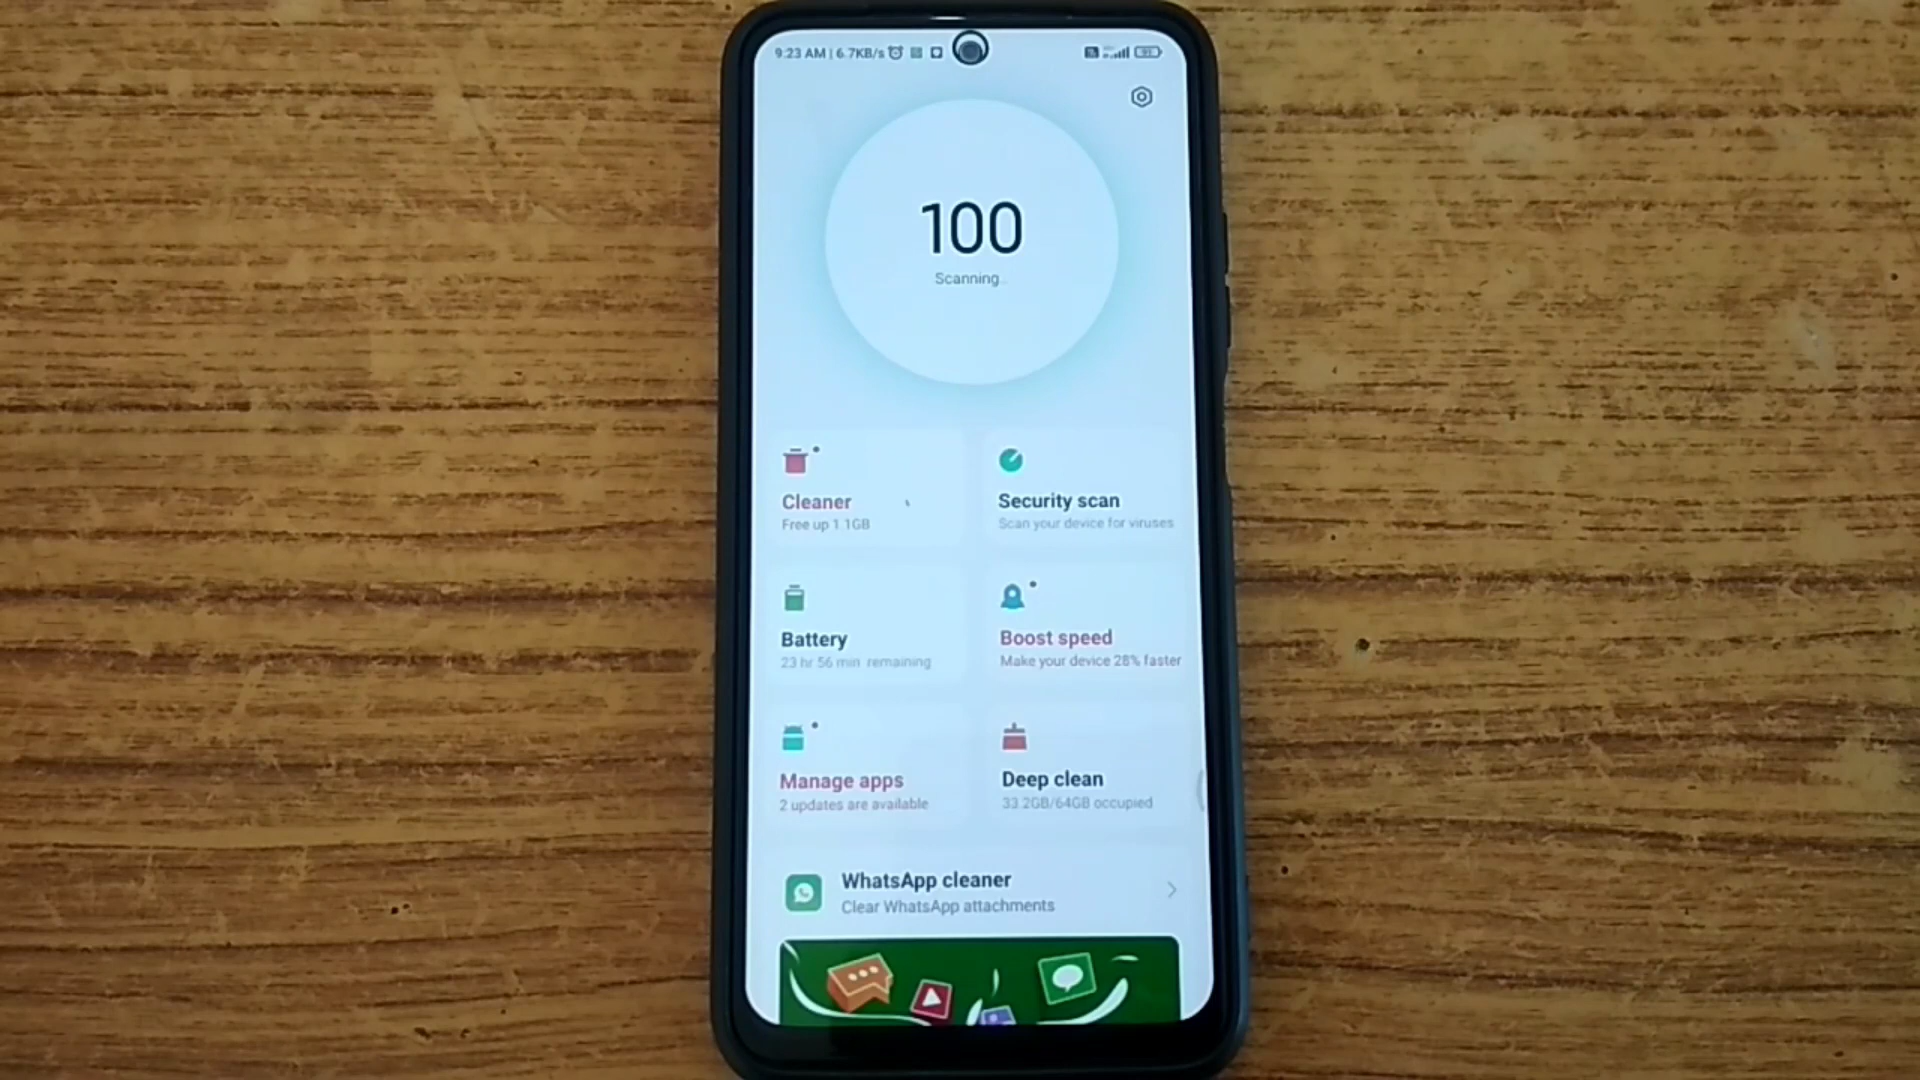 9:23 AM | 6.7KB/s
100
Scanning..
Cleaner
Free up 1.1GB
Security scan
Scan your device for viruses
Battery
23 hr 56 min remaining
Boost speed
Make your device 28% faster
Manage apps
2 updates are available
Deep clean
33.2GB/64GB occupied
WhatsApp cleaner
Clear WhatsApp attachments